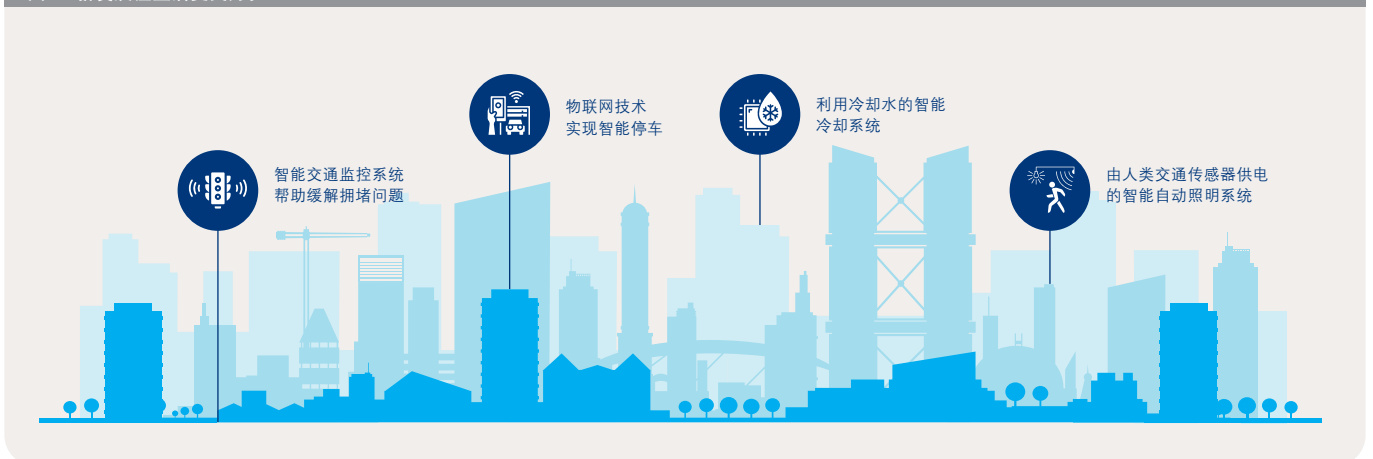 智能交通监控系统
帮助缓解拥堵问题
物联网技术
实现智能停车
利用冷却水的智能
冷却系统
由人类交通传感器供电
的智能自动照明系统